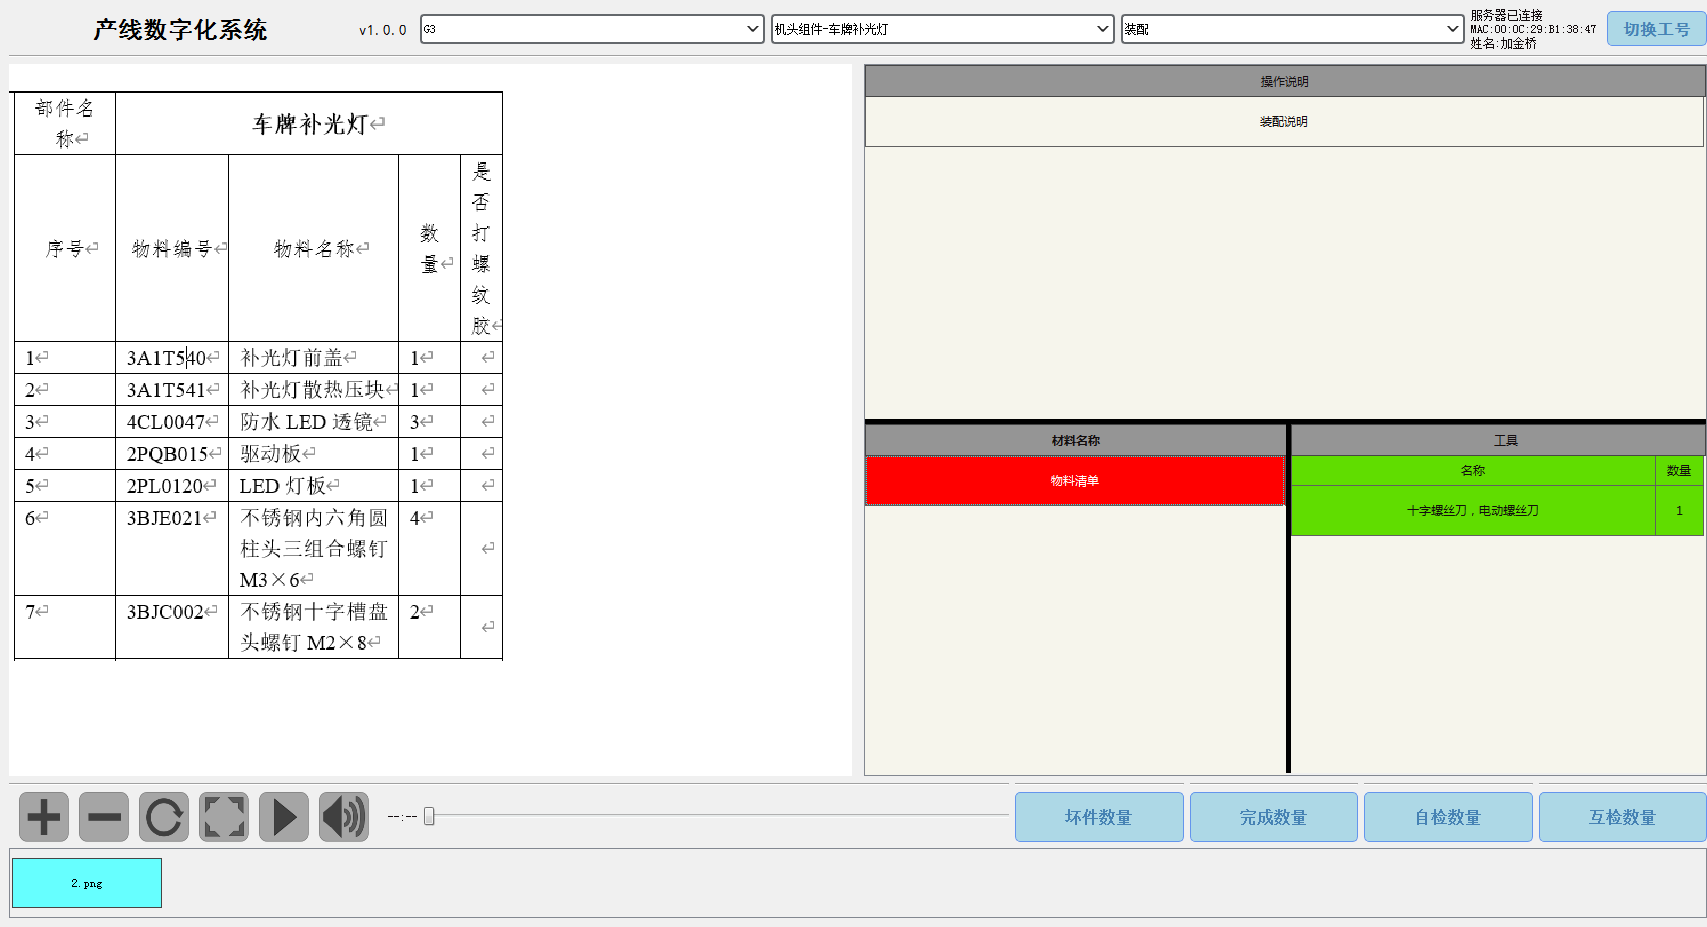 产线数字化系统
v1.0.0
G3
机头组件-车牌补光灯
装配
服务器已连接
MAC:00:0C:29:B1:38:47
姓名:加金桥
切换工号
部件名
称↵
车牌补光灯↵
序号↵
物料编号↵
物料名称↵
数
量↵
是
否
打
螺
纹
胶↵
1↵ 3A1T540↵ 补光灯前盖↵ 1↵ ↵
2↵ 3A1T541↵ 补光灯散热压块↵ 1↵ ↵
3↵ 4CL0047↵ 防水 LED 透镜↵ 3↵ ↵
4↵ 2PQB015↵ 驱动板↵ 1↵ ↵
5↵ 2PL0120↵ LED 灯板↵ 1↵ ↵
6↵ 3BJE021↵ 不锈钢内六角圆 4↵
柱头三组合螺钉 ↵
M3×6↵
7↵ 3BJC002↵ 不锈钢十字槽盘 2↵
头螺钉 M2×8↵ ↵
操作说明
装配说明
材料名称
物料清单
工具
名称 数量
十字螺丝刀，电动螺丝刀 1
--:--
坏件数量
完成数量
自检数量
互检数量
2.png